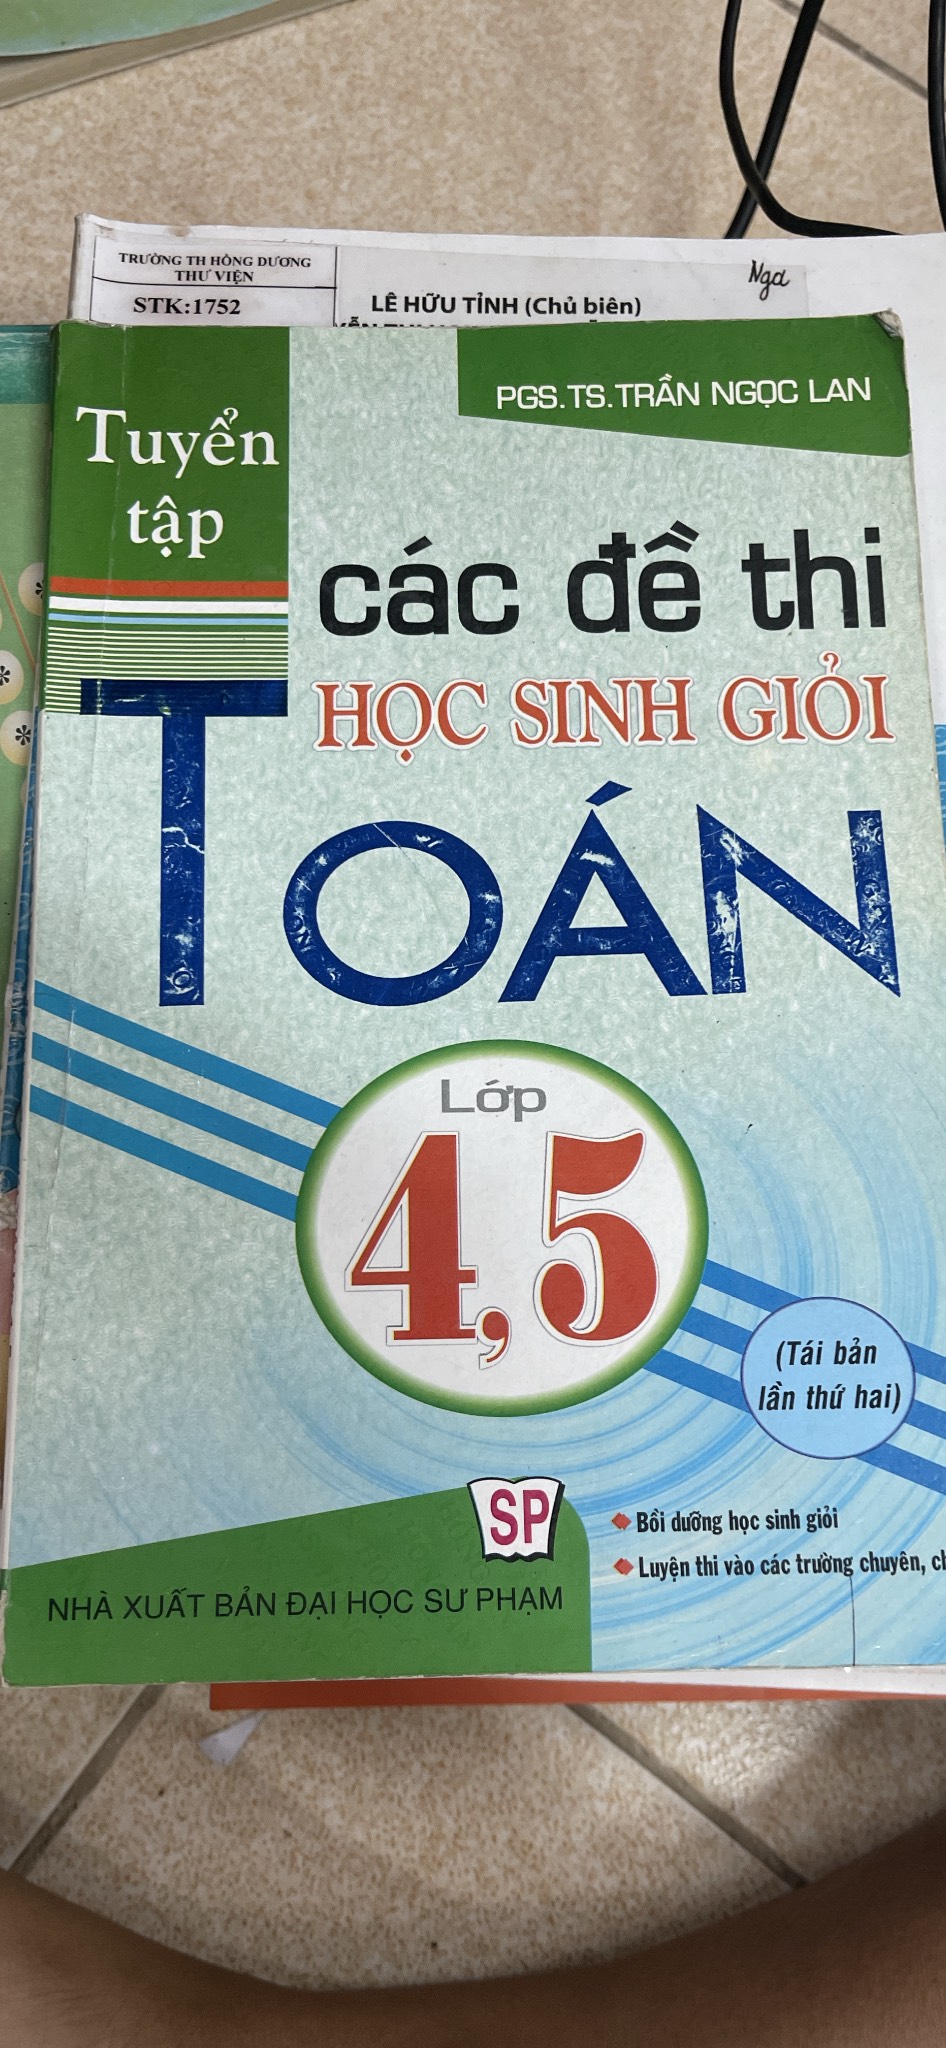 TRƯỜNG TH HỒNG DƯƠNG
THƯ VIỆN
STK:1752
Nga
LÊ HỮU TỈNH (Chủ biên)
PGS.TS.TRẦN NGỌC LAN
Tuyển
tập
các đề thi
HỌC SINH GIỎI
TOÁN
Lớp
4,5
(Tái bản
lần thứ hai)
SP
Bồi dưỡng học sinh giỏi
Luyện thi vào các trường chuyên,
NHÀ XUẤT BẢN ĐẠI HỌC SƯ PHẠM